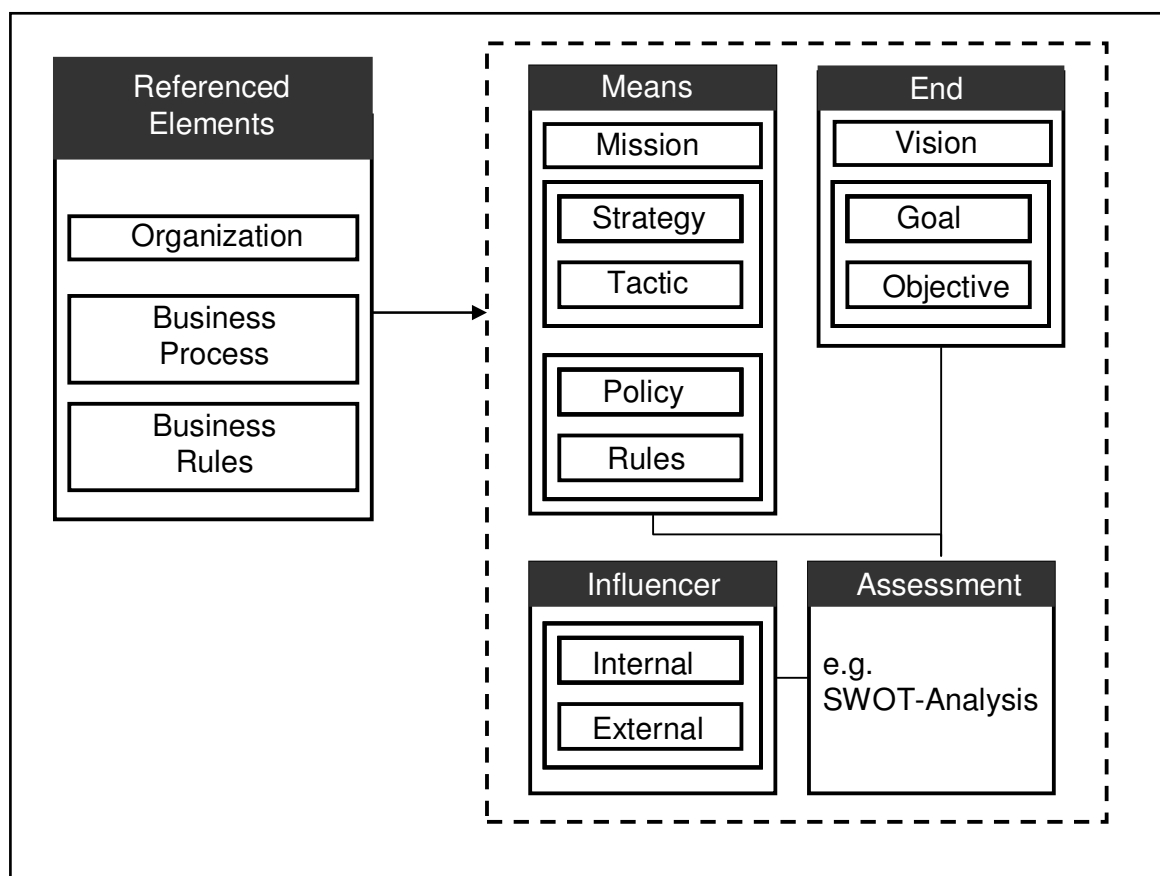 Referenced
Elements
Organization
Business
Process
Business
Rules
Means
Mission
Strategy
Tactic
Policy
Rules
End
Vision
Goal
Objective
Influencer
Internal
External
Assessment
e.g.
SWOT-Analysis